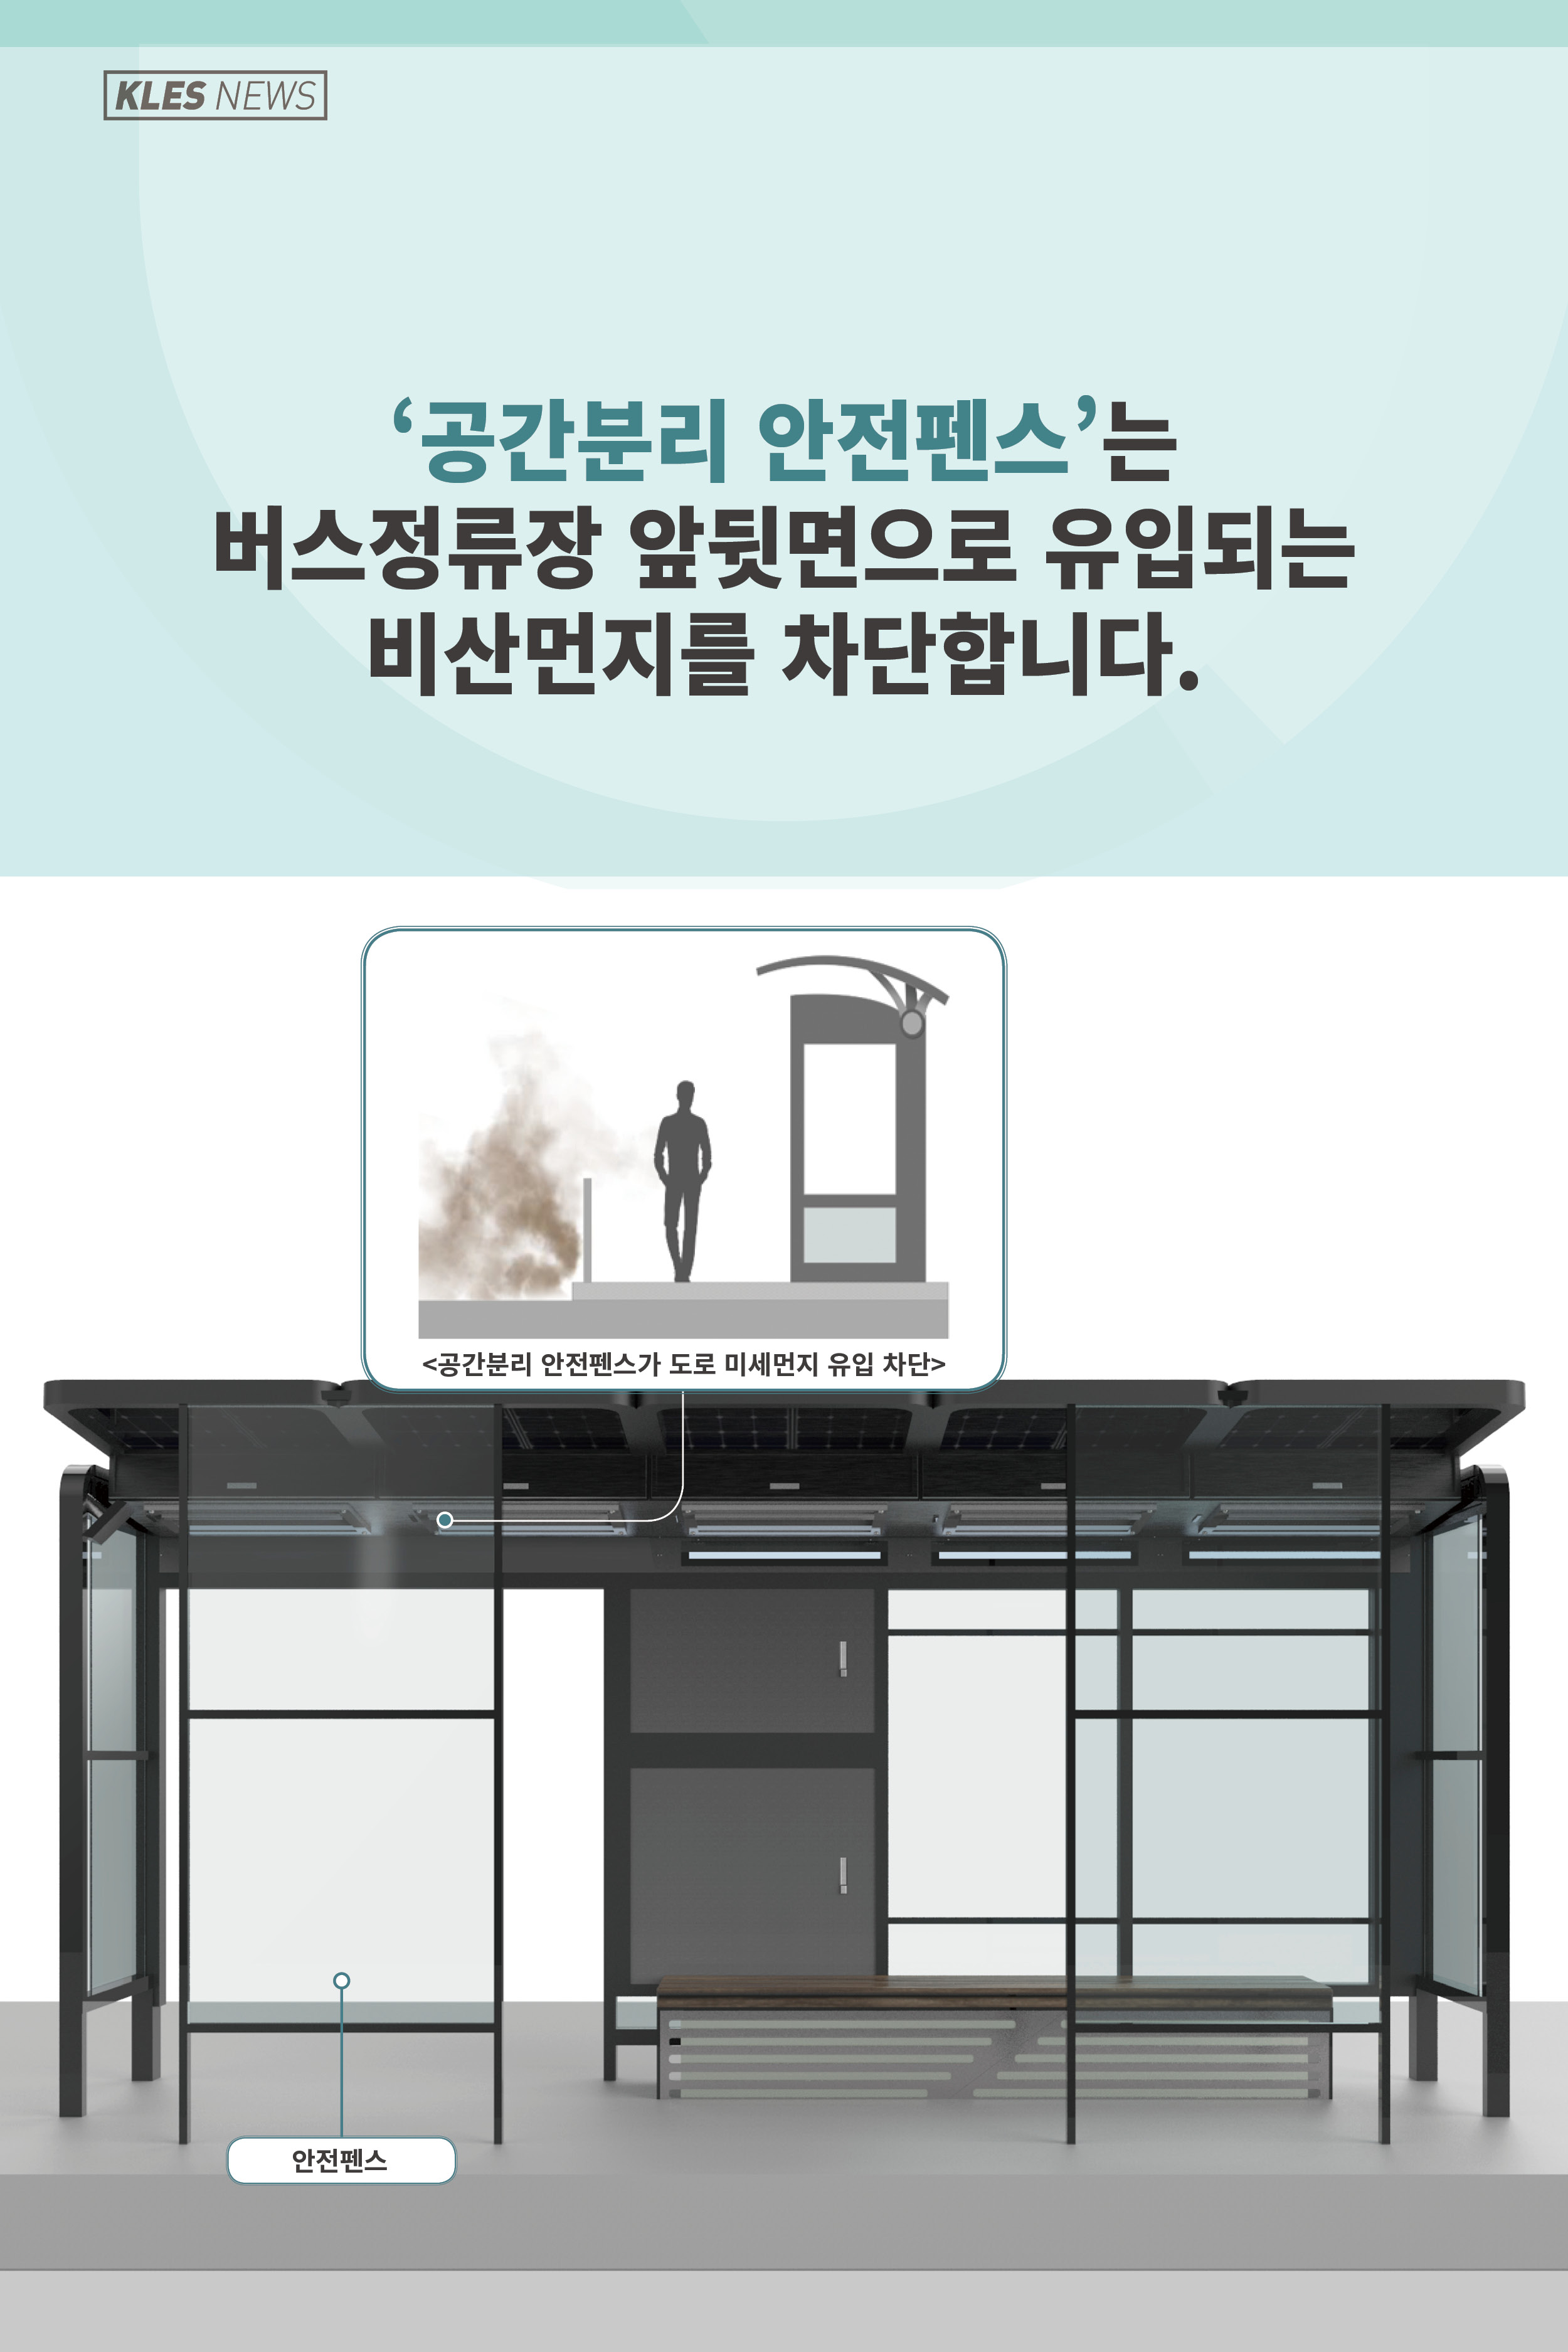 KLES NEWS
‘공간분리 안전펜스’는
버스정류장 앞뒷면으로 유입되는
비산먼지를 차단합니다.
<공간분리 안전펜스가 도로 미세먼지 유입 차단>
안전펜스